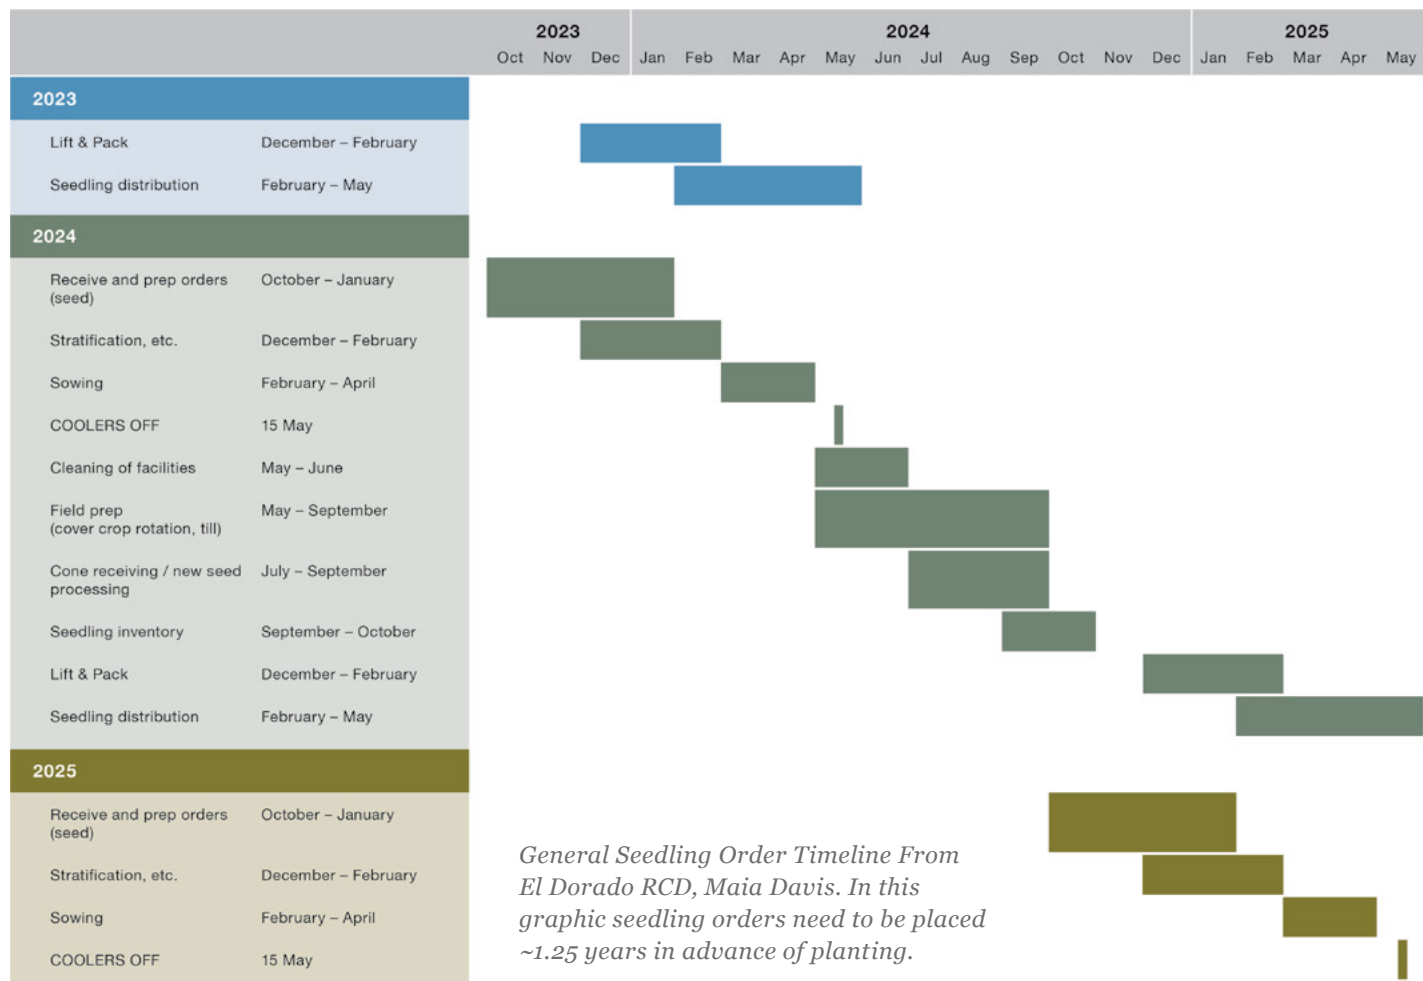 2023 2024 2025
Oct Nov Dec Jan Feb Mar Apr May Jun Jul Aug Sep Oct Nov Dec Jan Feb Mar Apr May
2023
Lift & Pack December – February
Seedling distribution February – May
2024
Receive and prep orders October – January
(seed)
Stratification, etc. December – February
Sowing February – April
COOLERS OFF 15 May
Cleaning of facilities May – June
Field prep May – September
(cover crop rotation, till)
Cone receiving / new seed July – September
processing
Seedling inventory September – October
Lift & Pack December – February
Seedling distribution February – May
2025
Receive and prep orders October – January
(seed)
Stratification, etc. December – February
Sowing February – April
COOLERS OFF 15 May
General Seedling Order Timeline From
El Dorado RCD, Maia Davis. In this
graphic seedling orders need to be placed
~1.25 years in advance of planting.